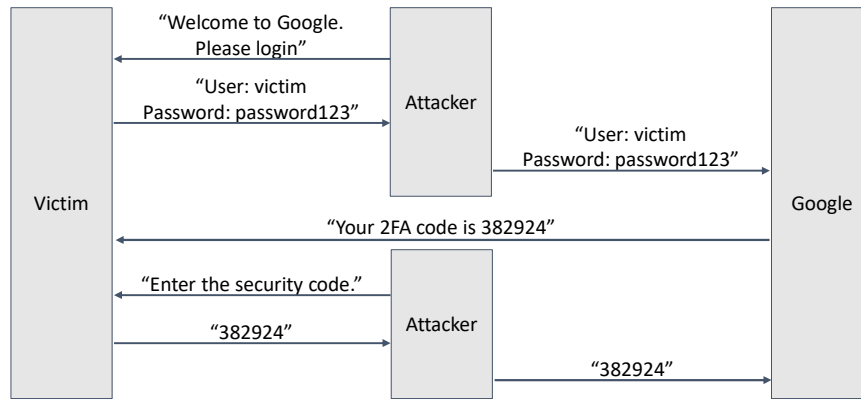 “Welcome to Google.
Please login”
“User: victim
Password: password123”
Attacker
“User: victim
Password: password123”
Victim
Google
“Your 2FA code is 382924”
“Enter the security code.”
“382924”
Attacker
“382924”